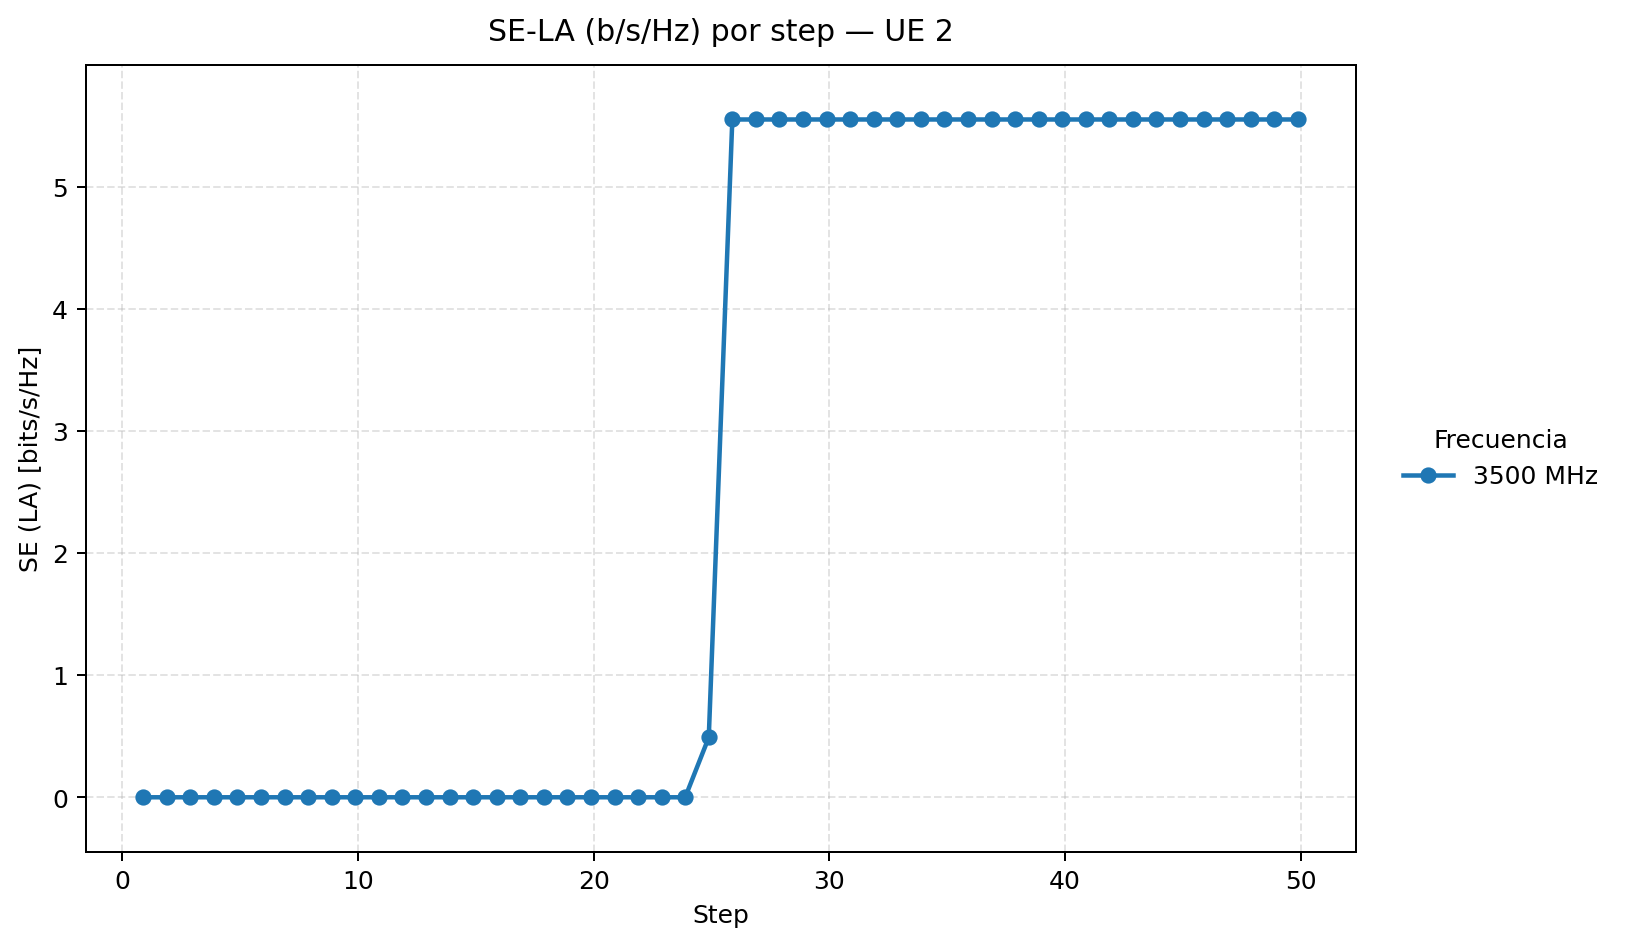 SE-LA (b/s/Hz) por step — UE 2
SE (LA) [bits/s/Hz]
5
4
3
2
1
0
0 10 20 30 40 50
Step
Frecuencia
3500 MHz